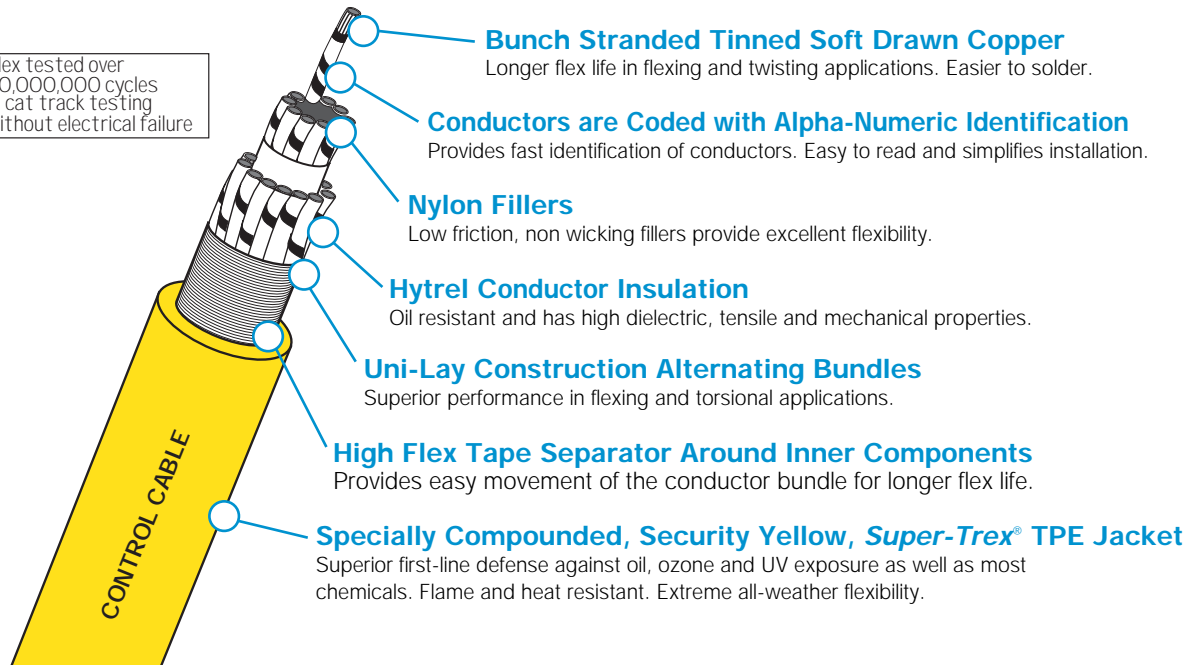 Bunch Stranded Tinned Soft Drawn Copper
Longer flex life in flexing and twisting applications. Easier to solder.
lex tested over
0,000,000 cycles
cat track testing
ithout electrical failure
Conductors are Coded with Alpha-Numeric Identification
Provides fast identification of conductors. Easy to read and simplifies installation.
Nylon Fillers
Low friction, non wicking fillers provide excellent flexibility.
Hytrel Conductor Insulation
Oil resistant and has high dielectric, tensile and mechanical properties.
Uni-Lay Construction Alternating Bundles
Superior performance in flexing and torsional applications.
High Flex Tape Separator Around Inner Components
Provides easy movement of the conductor bundle for longer flex life.
CONTROL CABLE
Specially Compounded, Security Yellow, Super-Trex® TPE Jacket
Superior first-line defense against oil, ozone and UV exposure as well as most
chemicals. Flame and heat resistant. Extreme all-weather flexibility.